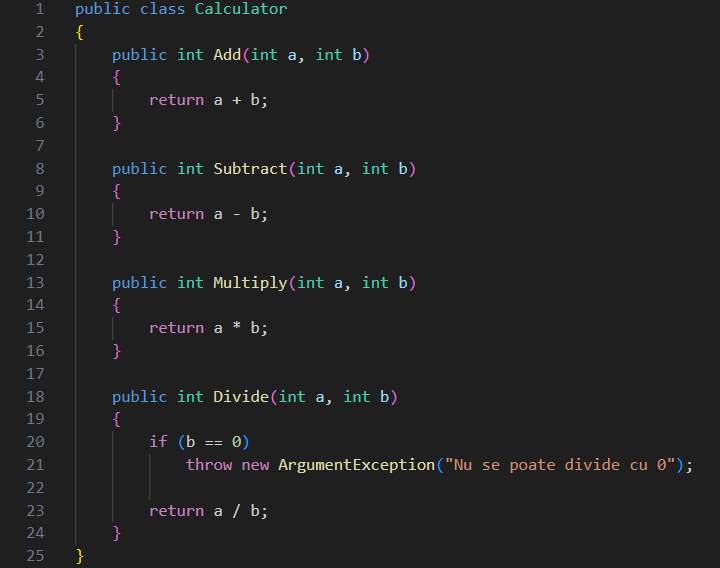 1 public class Calculator
2 {
3     public int Add(int a, int b)
4     {
5         return a + b;
6     }
7
8     public int Subtract(int a, int b)
9     {
10         return a - b;
11     }
12
13     public int Multiply(int a, int b)
14     {
15         return a * b;
16     }
17
18     public int Divide(int a, int b)
19     {
20         if (b == 0)
21             throw new ArgumentException("Nu se poate divide cu 0");
22
23         return a / b;
24     }
25 }